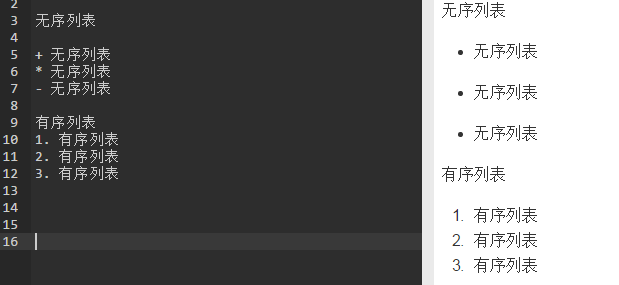 2
3 无序列表
4
5 + 无序列表
6 * 无序列表
7 - 无序列表
8
9 有序列表
10 1. 有序列表
11 2. 有序列表
12 3. 有序列表
13
14
15
16
无序列表
• 无序列表
• 无序列表
• 无序列表
有序列表
1. 有序列表
2. 有序列表
3. 有序列表